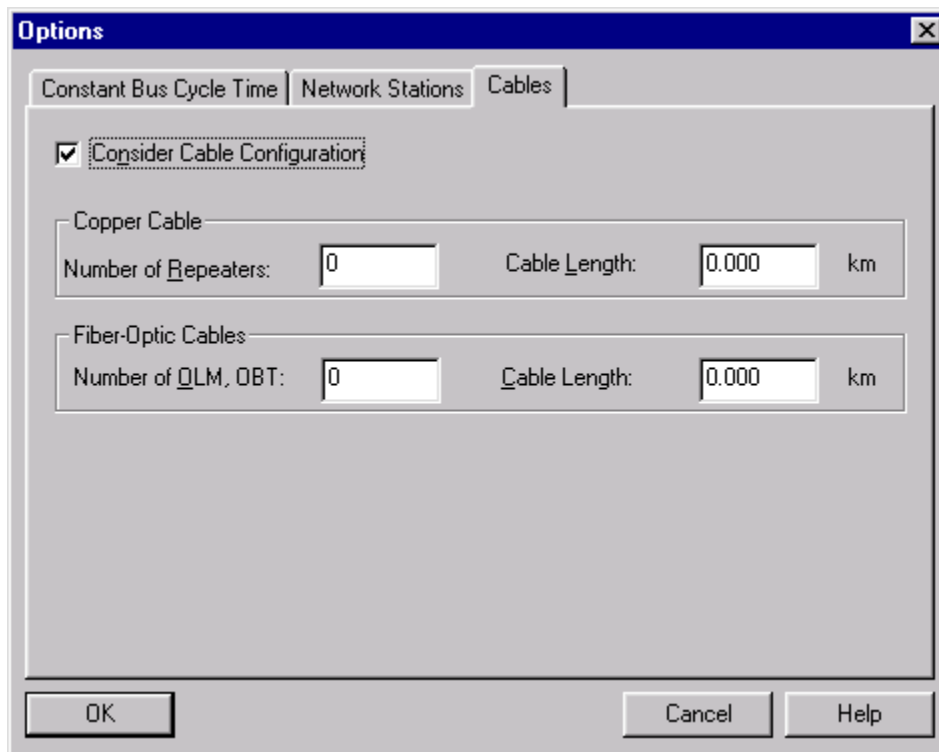 Options
Constant Bus Cycle Time Network Stations Cables
Consider Cable Configuration
Copper Cable
Number of Repeaters: 0 Cable Length: 0.000 km
Fiber-Optic Cables
Number of OLM, OBT: 0 Cable Length: 0.000 km
OK Cancel Help